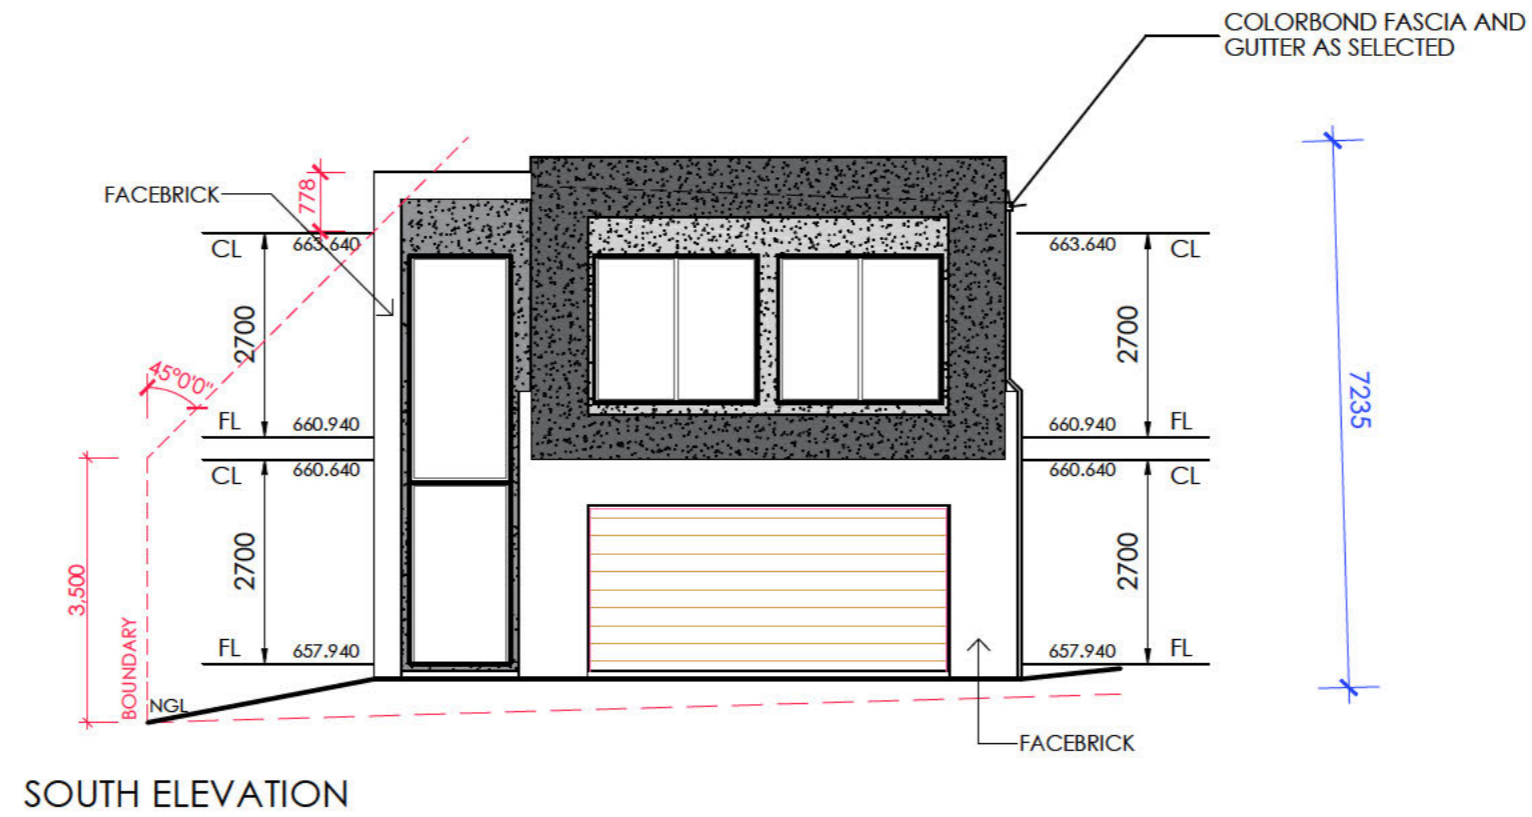 COLORBOND FASCIA AND
GUTTER AS SELECTED
FACEBRICK
778
CL
663.640
663.640
CL
2700
2700
45°0'0"
7235
FL
660.940
660.940
FL
CL
660.640
660.640
CL
2700
2700
3,500
BOUNDARY
FL
657.940
657.940
FL
NGL
FACEBRICK
SOUTH ELEVATION